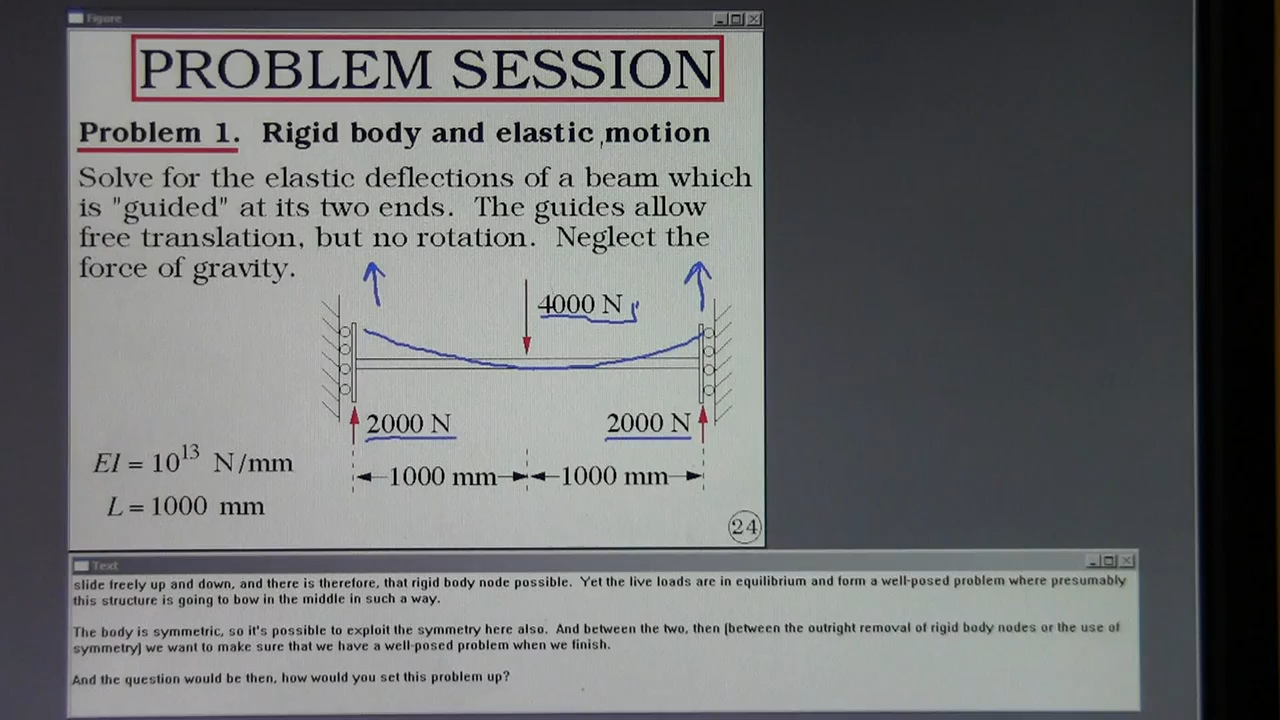 Figure
PROBLEM SESSION
Problem 1. Rigid body and elastic motion
Solve for the elastic deflections of a beam which
is "guided" at its two ends. The guides allow
free translation, but no rotation. Neglect the
force of gravity.
4000 N
2000 N 2000 N
EI = 10¹³ N/mm
1000 mm 1000 mm
L = 1000 mm
24
Text
slide freely up and down, and there is therefore, that rigid body node possible. Yet the live loads are in equilibrium and form a well-posed problem where presumably
this structure is going to bow in the middle in such a way.
The body is symmetric, so it's possible to exploit the symmetry here also. And between the two, then [between the outright removal of rigid body nodes or the use of
symmetry] we want to make sure that we have a well-posed problem when we finish.
And the question would be then, how would you set this problem up?